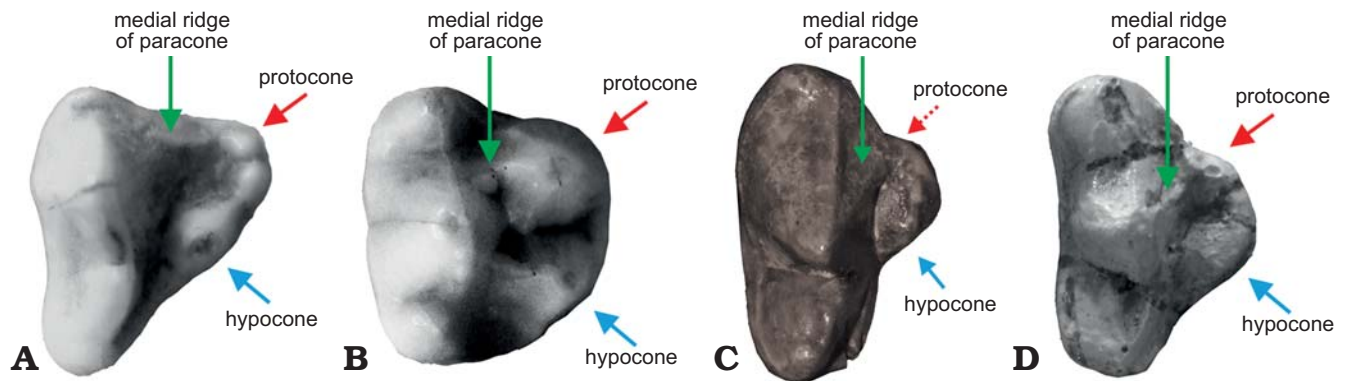 medial ridge
of paracone
protocone
hypocone
A
medial ridge
of paracone
protocone
hypocone
B
medial ridge
of paracone
protocone
hypocone
C
medial ridge
of paracone
protocone
hypocone
D